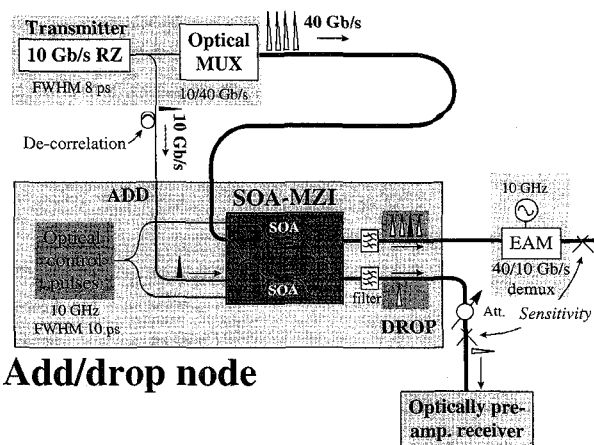 Transmitter
10 Gb/s RZ
FWHM 8 ps
Optical
MUX
10/40 Gb/s
40 Gb/s
De-correlation
10 Gb/s
ADD
SOA-MZI
SOA
SOA
Optical
control
pulses
10 GHz
FWHM 10 ps
filter
DROP
10 GHz
EAM
40/10 Gb/s
demux
Att.
Sensitivity
Add/drop node
Optically pre-
amp. receiver